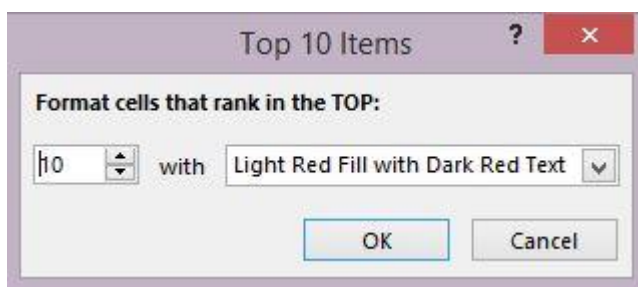 Top 10 Items ? ×
Format cells that rank in the TOP:
10 with Light Red Fill with Dark Red Text
OK Cancel